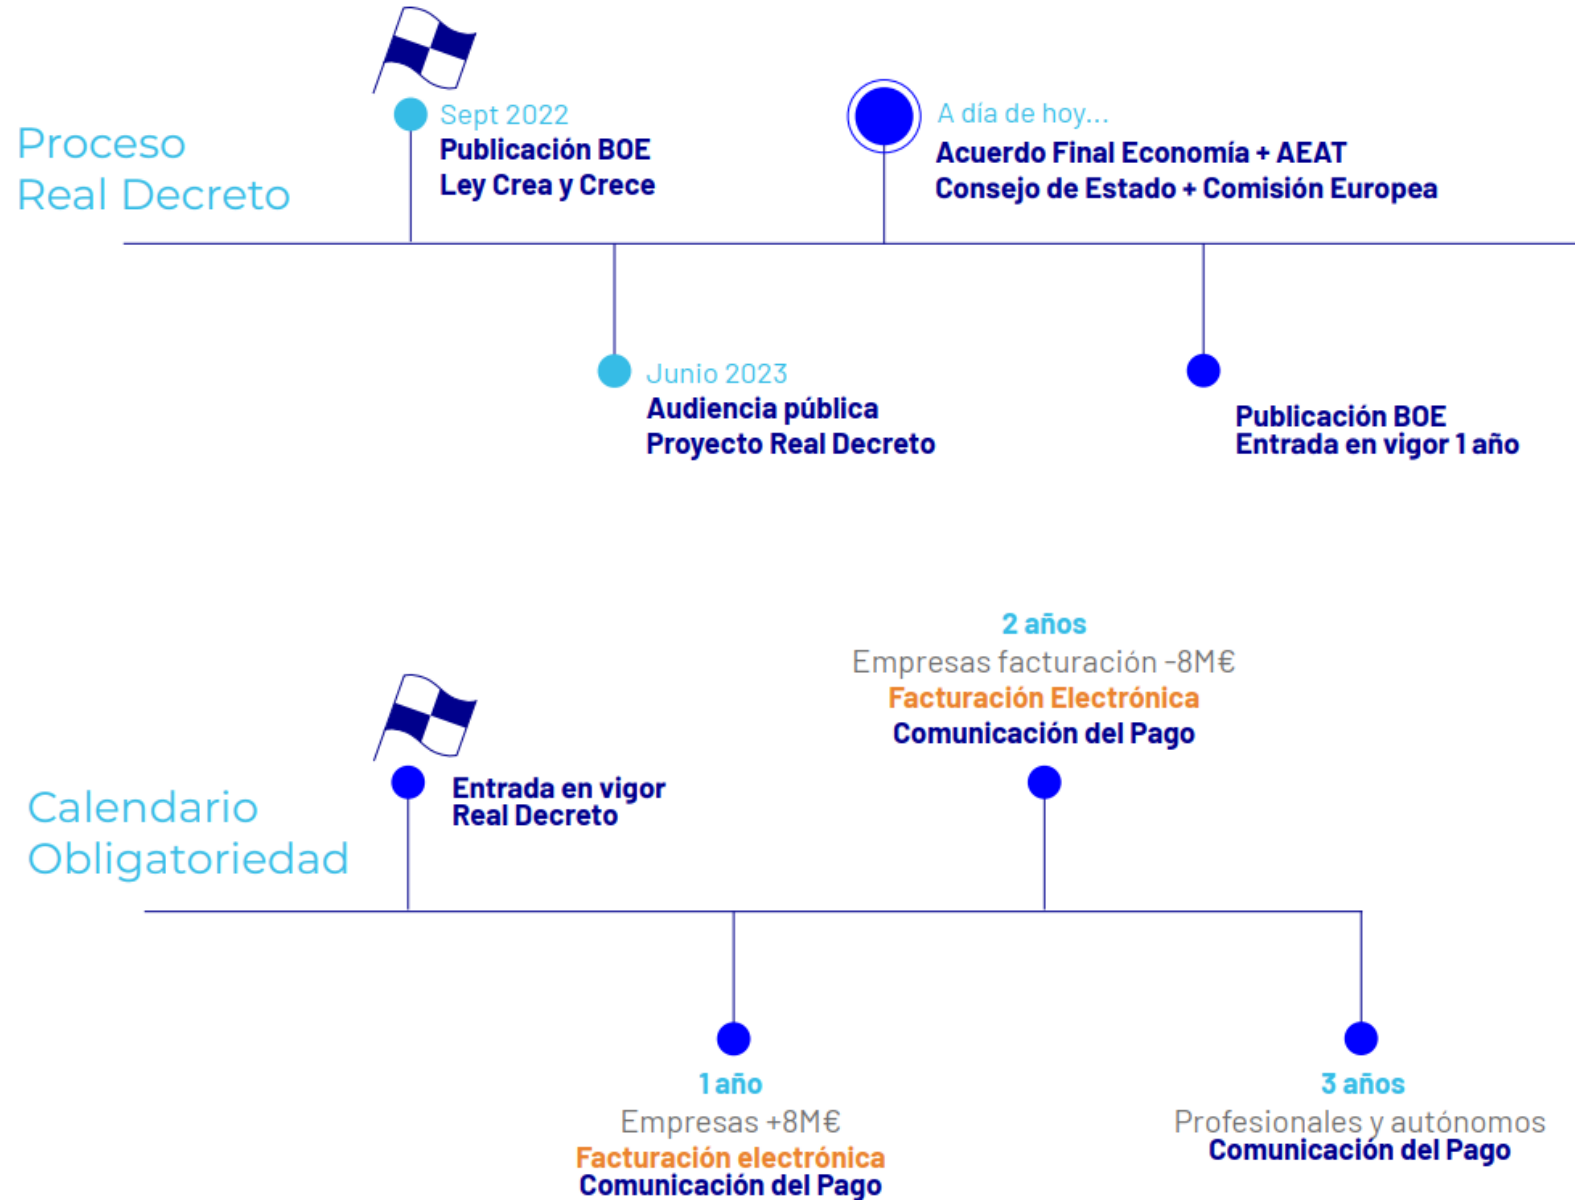 Proceso
Real Decreto
Sept 2022
Publicación BOE
Ley Crea y Crece
A día de hoy...
Acuerdo Final Economía + AEAT
Consejo de Estado + Comisión Europea
Junio 2023
Audiencia pública
Proyecto Real Decreto
Publicación BOE
Entrada en vigor 1 año
Calendario
Obligatoriedad
Entrada en vigor
Real Decreto
1 año
Empresas +8M€
Facturación electrónica
Comunicación del Pago
2 años
Empresas facturación -8M€
Facturación Electrónica
Comunicación del Pago
3 años
Profesionales y autónomos
Comunicación del Pago